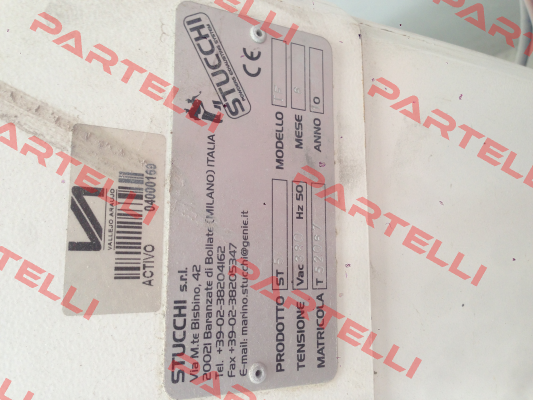 STUCCHI
CE
STUCCHI s.r.l.
Via M.te Bisbino, 42
20021 Baranzate di Bollate (MILANO) ITALIA
Tel. +39-02-38204162
Fax +39-02-38205347
E-mail: marino.stucchi@genie.it
PRODOTTO ST MODELLO
TENSIONE Vac Hz 50 MESE
MATRICOLA T ANNO 0
VA
VALLEJO ARAUJO
ACTIVO 04000169
PARTELLI
PARTELLI
PARTELLI
PARTELLI
PARTELLI
PARTELLI